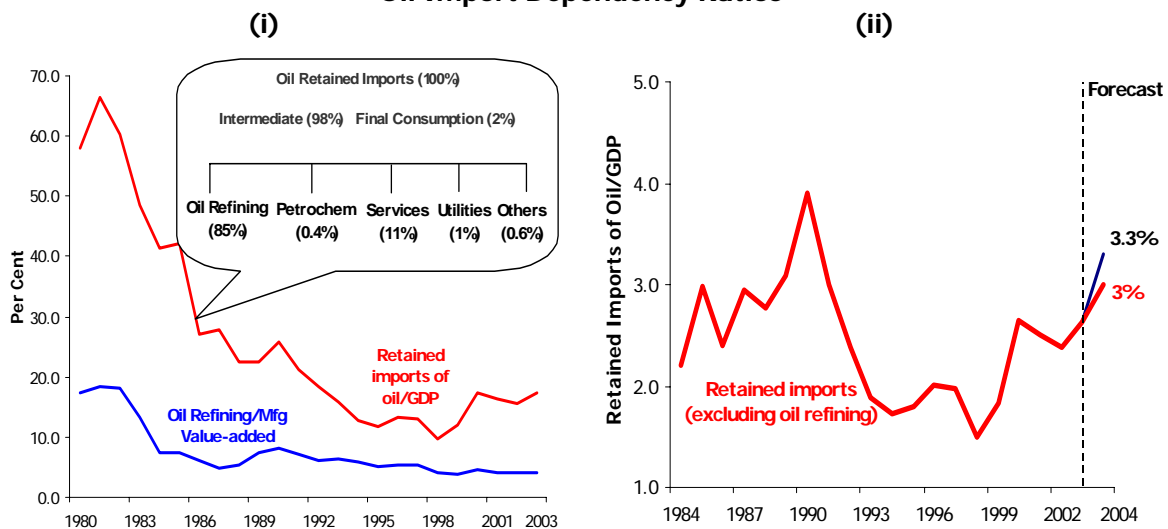 (i)
(ii)
70.0
60.0
50.0
40.0
30.0
20.0
10.0
0.0
Per Cent
Oil Retained Imports (100%)
Intermediate (98%) Final Consumption (2%)
Oil Refining Petrochem Services Utilities Others
(85%) (0.4%) (11%) (1%) (0.6%)
Retained
imports of
oil/GDP
Oil Refining/Mfg
Value-added
1980 1983 1986 1989 1992 1995 1998 2001 2003
5.0
4.0
3.0
2.0
1.0
Retained Imports of Oil/GDP
Forecast
3.3%
3%
Retained imports
(excluding oil refining)
1984 1987 1990 1993 1996 1999 2002 2004